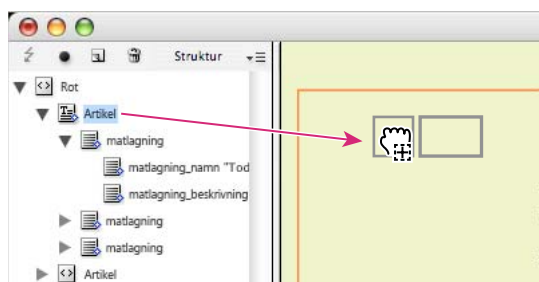 Struktur
Rot
Artikel
matlagning
matlagning_namn "Tod
matlagning_beskrivning
matlagning
matlagning
Artikel